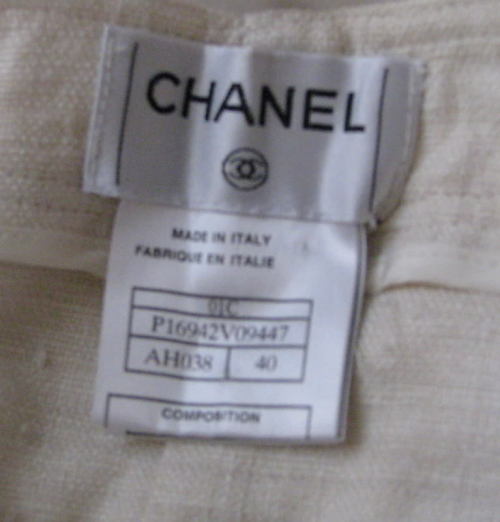 CHANEL
MADE IN ITALY
FABRIQUE EN ITALIE
01C
P16942V09447
AH038 40
COMPOSITION